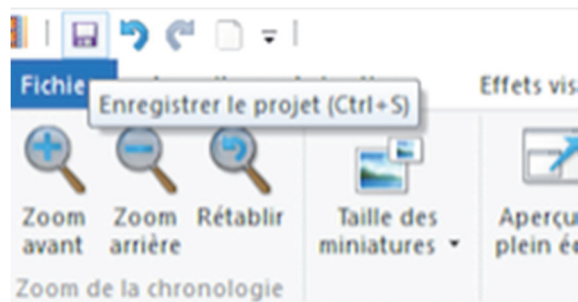 Fichie
Effets vis
Enregistrer le projet (Ctrl+S)
Zoom
avant
Zoom
arrière
Rétablir
Taille des
miniatures
Aperçu
plein éc
Zoom de la chronologie